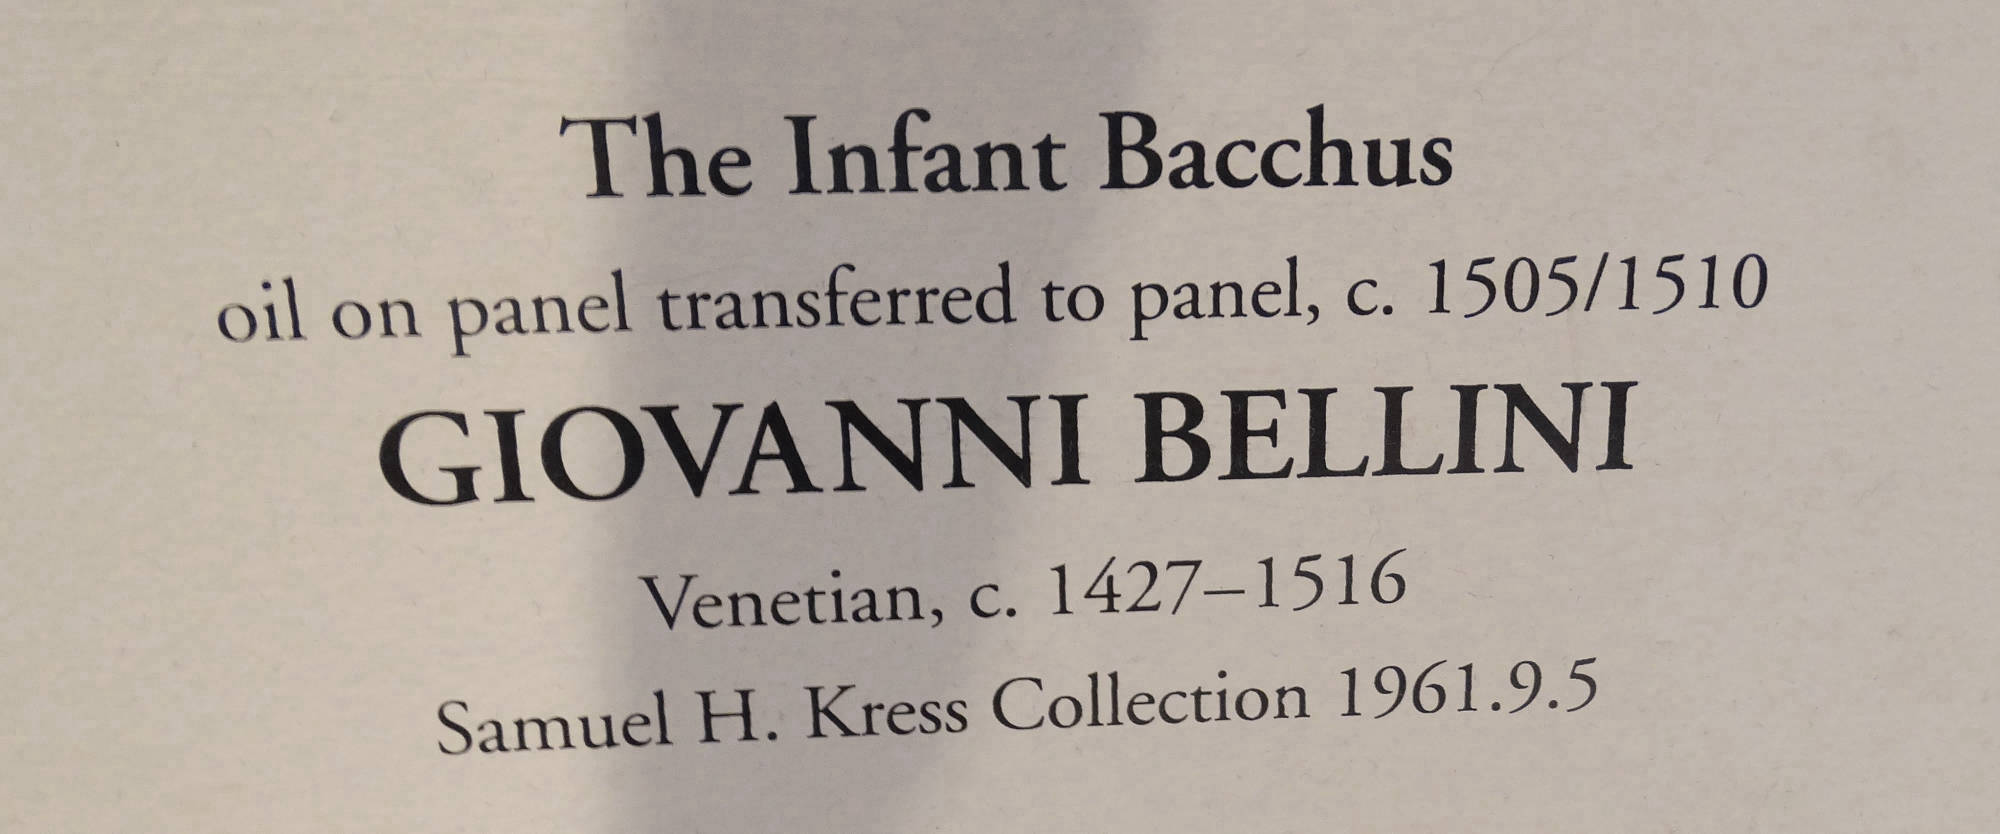 The Infant Bacchus
oil on panel transferred to panel, c. 1505/1510
GIOVANNI BELLINI
Venetian, c. 1427–1516
Samuel H. Kress Collection 1961.9.5